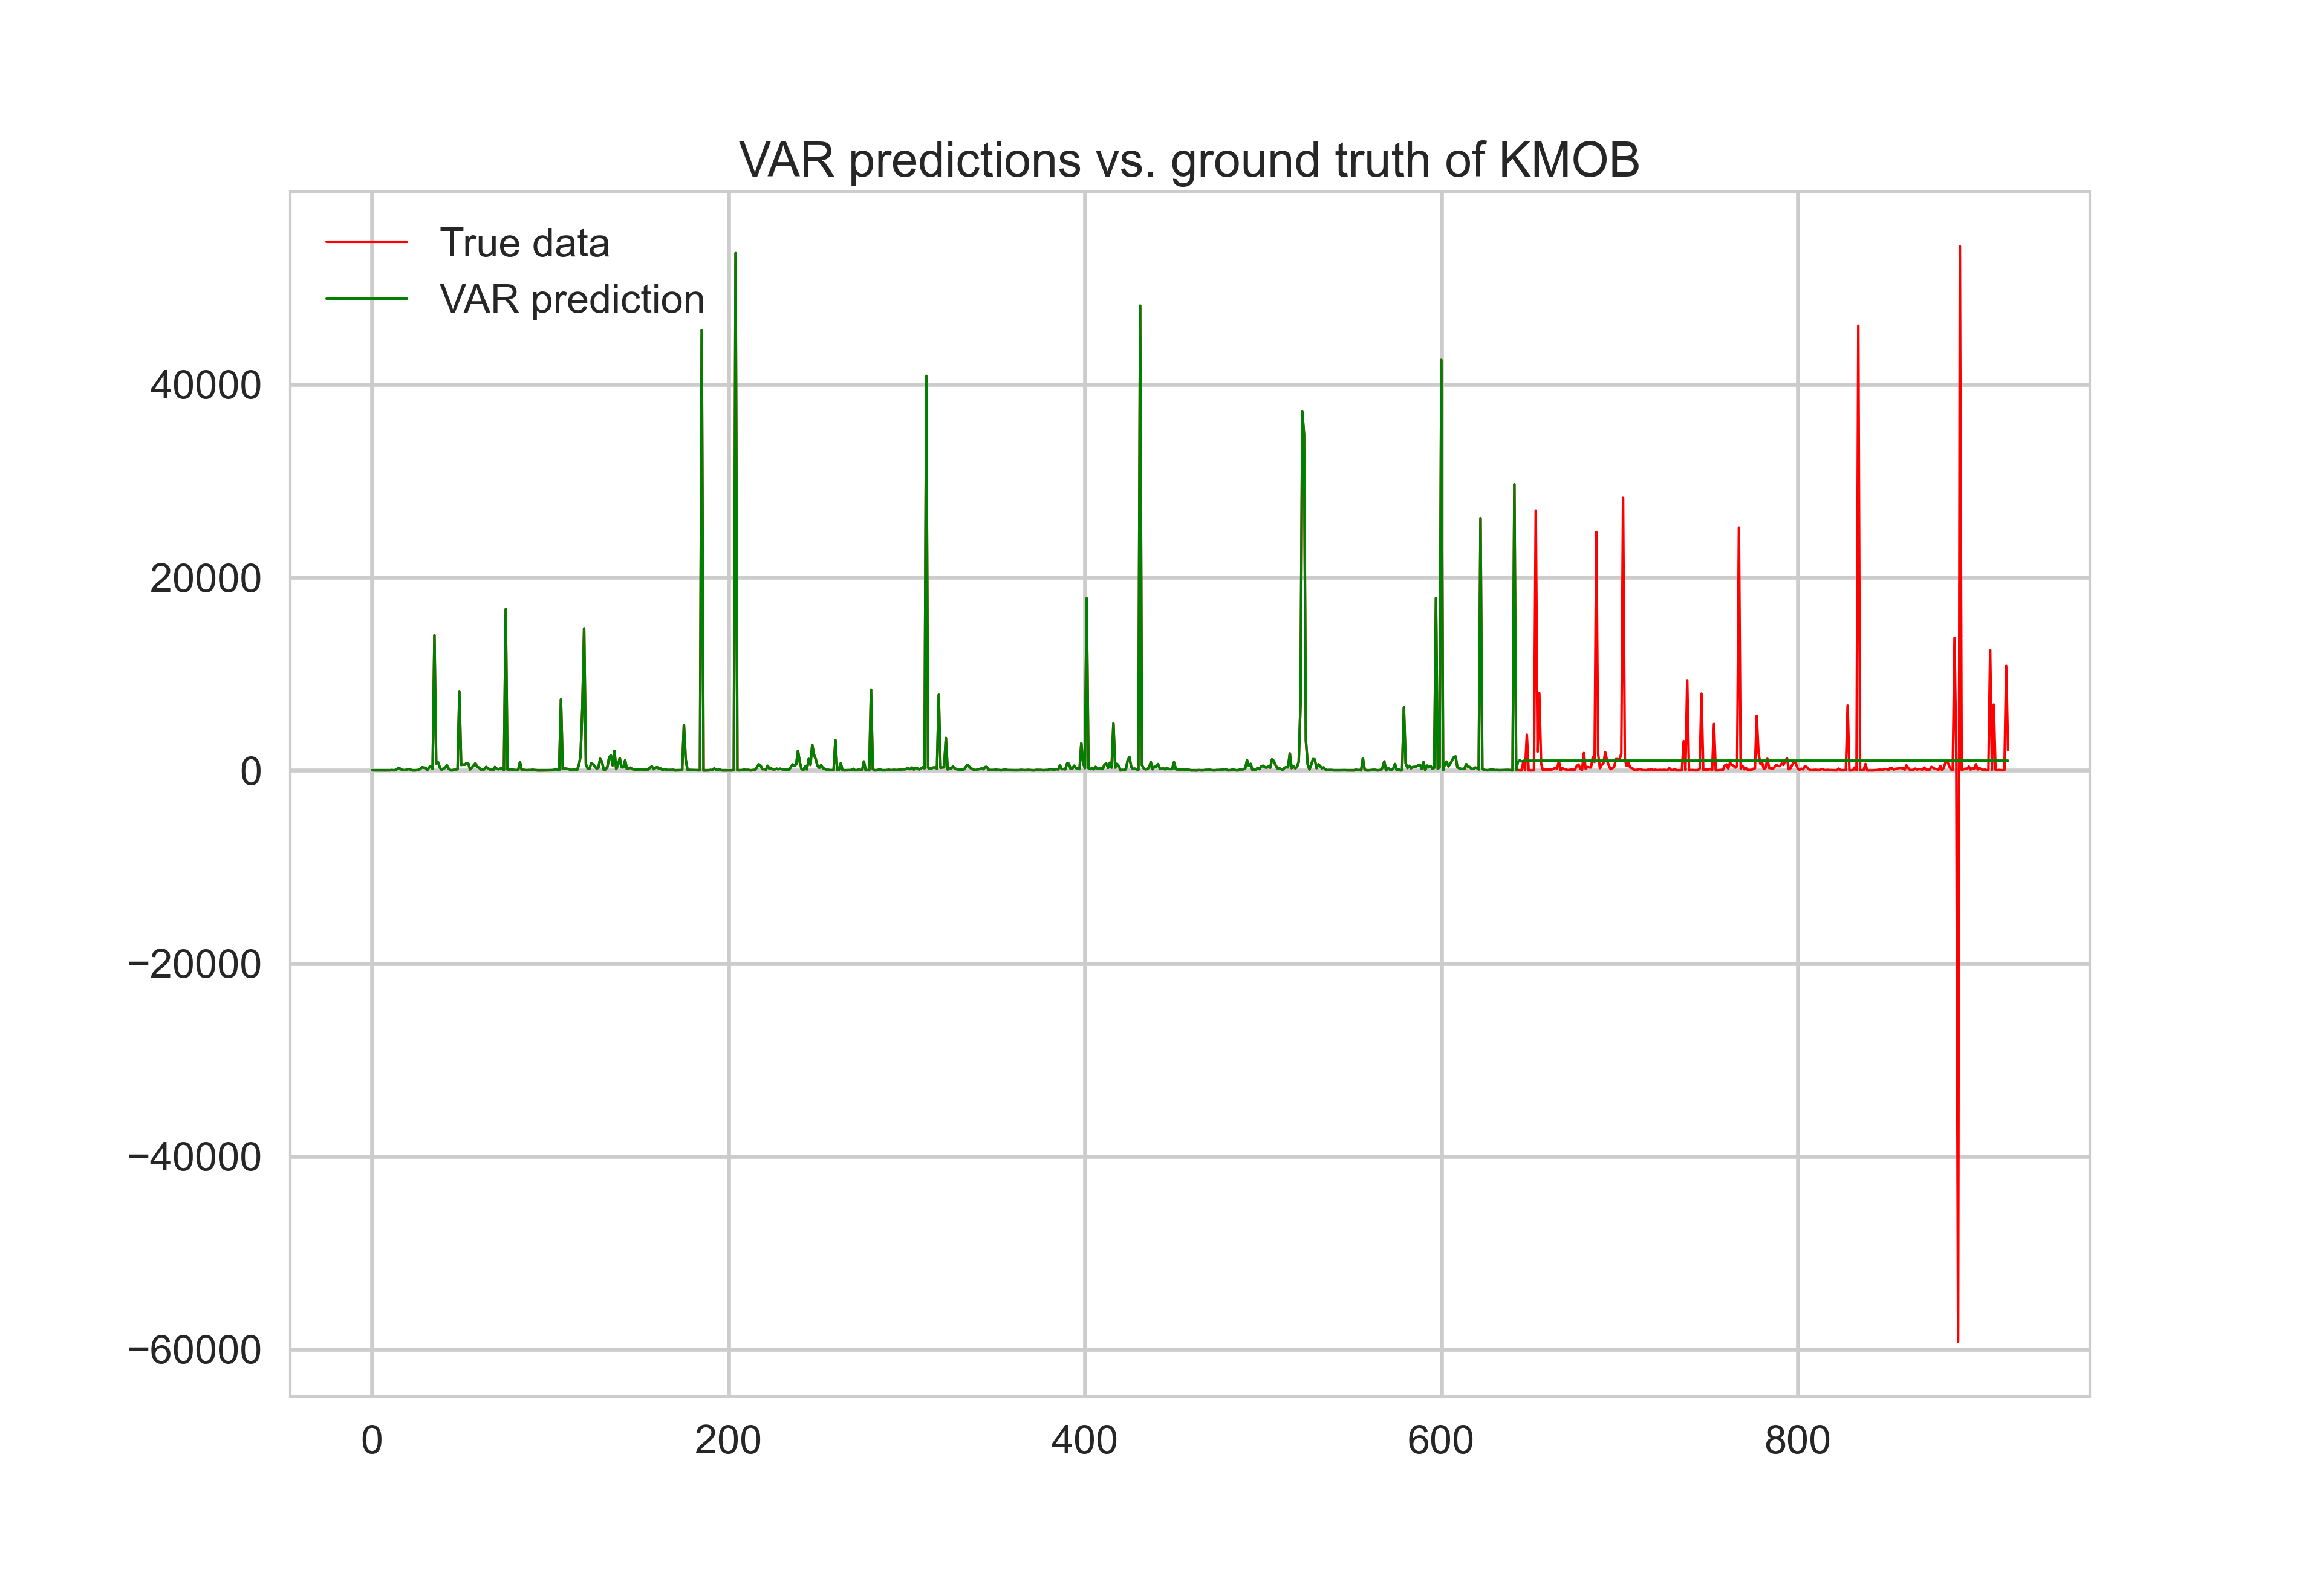 VAR predictions vs. ground truth of KMOB
True data
VAR prediction
40000
20000
0
−20000
−40000
−60000
0 200 400 600 800